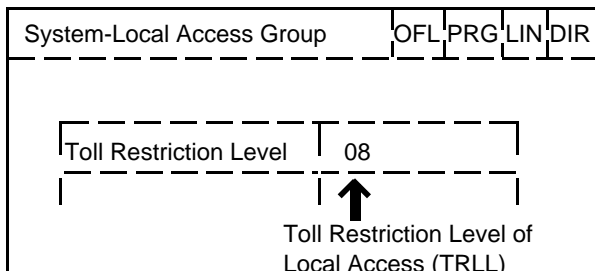 System-Local Access Group OFL PRG LIN DIR
Toll Restriction Level 08
Toll Restriction Level of
Local Access (TRLL)